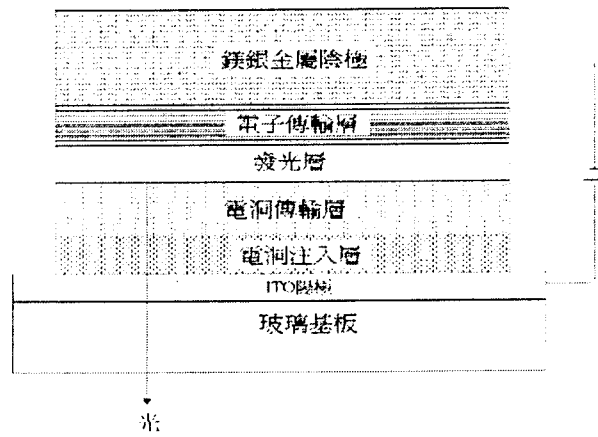 鎂銀金屬陰極
電子傳輸層
發光層
電洞傳輸層
電洞注入層
ITO陽極
玻璃基板
光